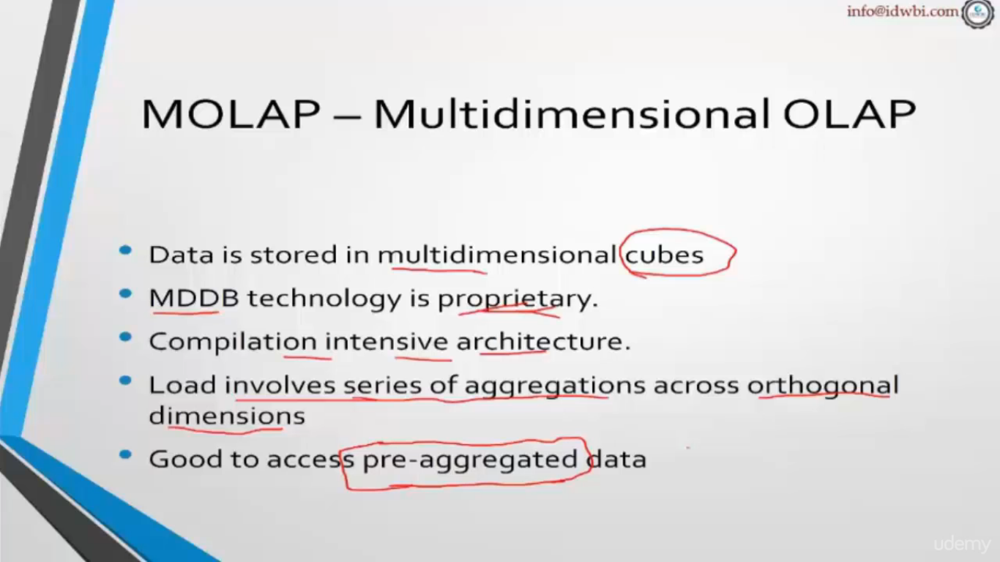 info@idwbi.com
MOLAP – Multidimensional OLAP
• Data is stored in multidimensional cubes
• MDDB technology is proprietary.
• Compilation intensive architecture.
• Load involves series of aggregations across orthogonal
dimensions
• Good to access pre-aggregated data
udemy